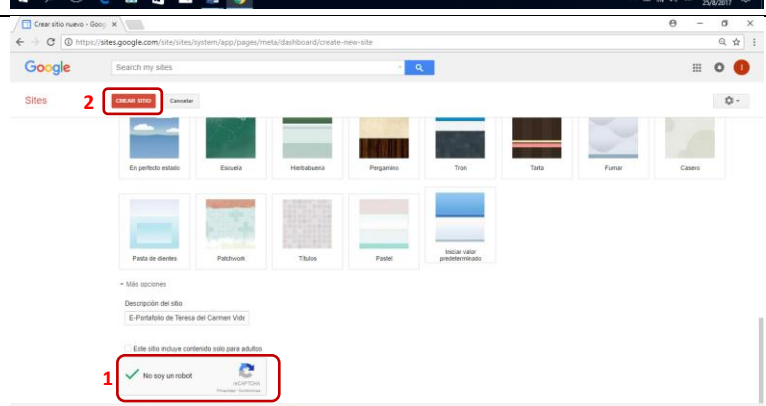 25/8/2017
Crear sitio nuevo - Goog
https://sites.google.com/site/sites/system/app/pages/meta/dashboard/create-new-site
Google
Search my sites
Sites
2
CREAR SITIO
Cancelar
En perfecto estado
Escuela
Hierbabuena
Pergamino
Tron
Tarta
Fumar
Casero
Pasta de dientes
Patchwork
Títulos
Pastel
Iniciar valor
predeterminado
Más opciones
Descripción del sitio
E-Portafolio de Teresa del Carmen Vide
Este sitio incluye contenido solo para adultos
1
No soy un robot
reCAPTCHA
Privacidad - Condiciones